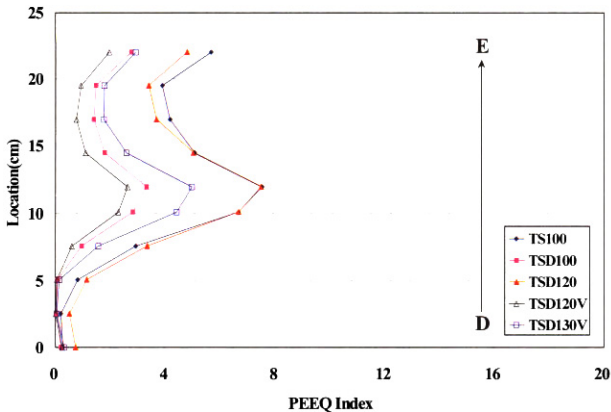 25
20
15
10
5
0
Location(cm)
E
D
TS100
TSD100
TSD120
TSD120V
TSD130V
0 4 8 12 16 20
PEEQ Index